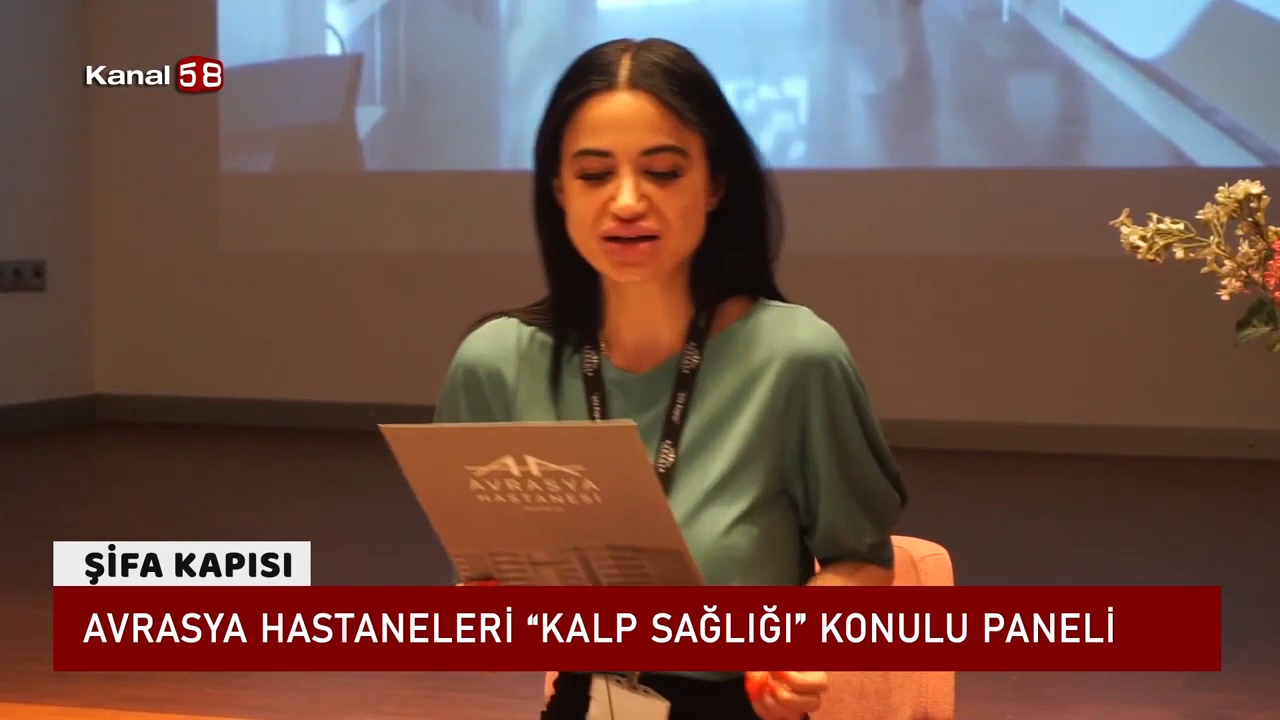 Kanal 58
AVRASYA
HASTANESİ
ŞİFA KAPISI
AVRASYA HASTANELERİ “KALP SAĞLIĞI” KONULU PANELİ